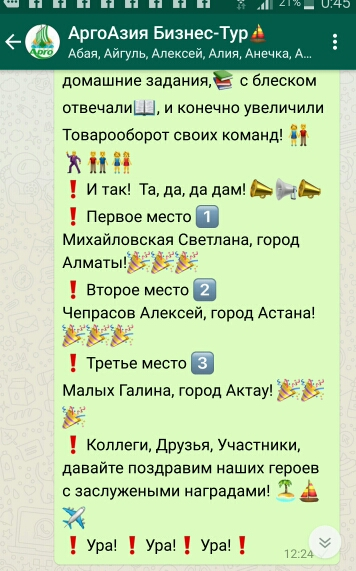 21% 0:45
АргоАзия Бизнес-Тур⛵
Абая, Айгуль, Алексей, Алия, Анечка, А...
Арго
домашние задания,📚 с блеском
отвечали📖, и конечно увеличили
Товарооборот своих команд! 👫
🕺👬👭
❗ И так! Та, да, да дам! 📯📢📯
❗ Первое место 1️⃣
Михайловская Светлана, город
Алматы!🎉🎉🎉
❗ Второе место 2️⃣
Чепрасов Алексей, город Астана!
🎉🎉🎉
❗ Третье место 3️⃣
Малых Галина, город Актау! 🎉🎉
🎉
❗ Коллеги, Друзья, Участники,
давайте поздравим наших героев
с заслужеными наградами! 🏝⛵
✈
❗ Ура! ❗ Ура! ❗ Ура! ❗
12:24